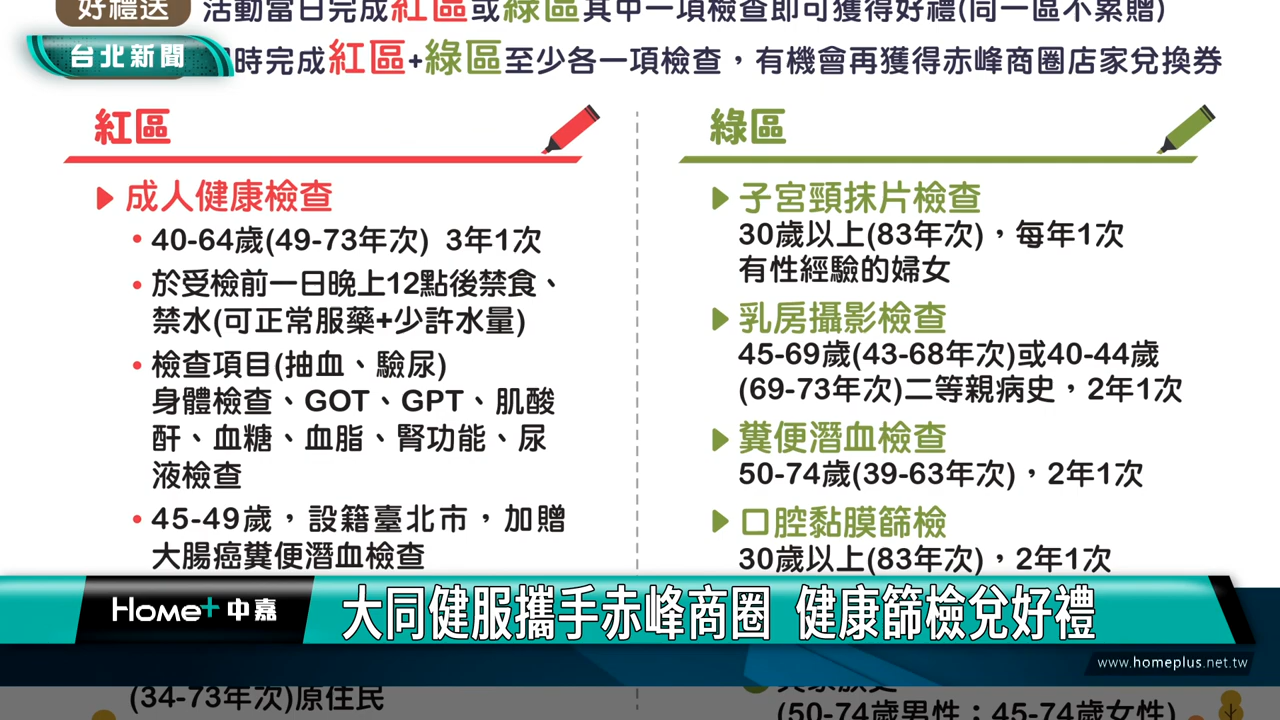 好禮送 活動當日完成紅區或綠區其中一項檢查即可獲得好禮(同一區不累贈)
台北新聞
時完成紅區+綠區至少各一項檢查，有機會再獲得赤峰商圈店家兌換券
紅區
成人健康檢查
• 40-64歲(49-73年次) 3年1次
• 於受檢前一日晚上12點後禁食、
禁水(可正常服藥+少許水量)
• 檢查項目(抽血、驗尿)
身體檢查、GOT、GPT、肌酸
酐、血糖、血脂、腎功能、尿
液檢查
• 45-49歲，設籍臺北市，加贈
大腸癌糞便潛血檢查
(34-73年次)原住民
綠區
子宮頸抹片檢查
30歲以上(83年次)，每年1次
有性經驗的婦女
乳房攝影檢查
45-69歲(43-68年次)或40-44歲
(69-73年次)二等親病史，2年1次
糞便潛血檢查
50-74歲(39-63年次)，2年1次
口腔黏膜篩檢
30歲以上(83年次)，2年1次
(50-74歲男性；45-74歲女性)
Home+中嘉
大同健服攜手赤峰商圈 健康篩檢兌好禮
www.homeplus.net.tw